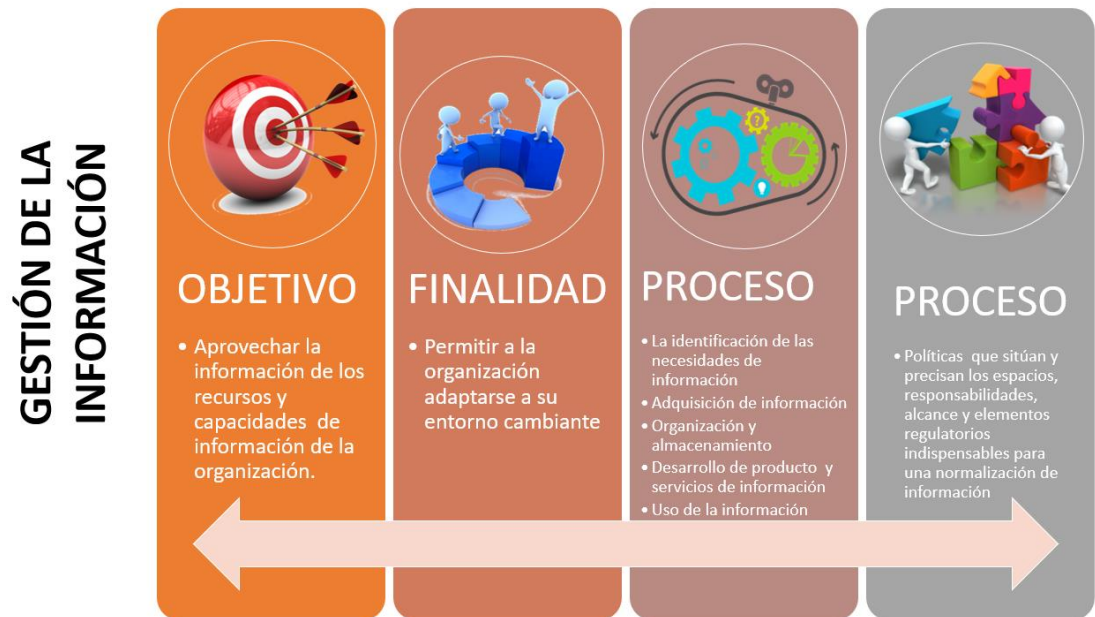 GESTIÓN DE LA
INFORMACIÓN
OBJETIVO
• Aprovechar la
información de los
recursos y
capacidades de
información de la
organización.
FINALIDAD
• Permitir a la
organización
adaptarse a su
entorno cambiante
PROCESO
• La identificación de las
necesidades de
información
• Adquisición de información
• Organización y
almacenamiento
• Desarrollo de producto y
servicios de información
• Uso de la información
PROCESO
• Políticas que sitúan y
precisan los espacios,
responsabilidades,
alcance y elementos
regulatorios
indispensables para
una normalización de
información